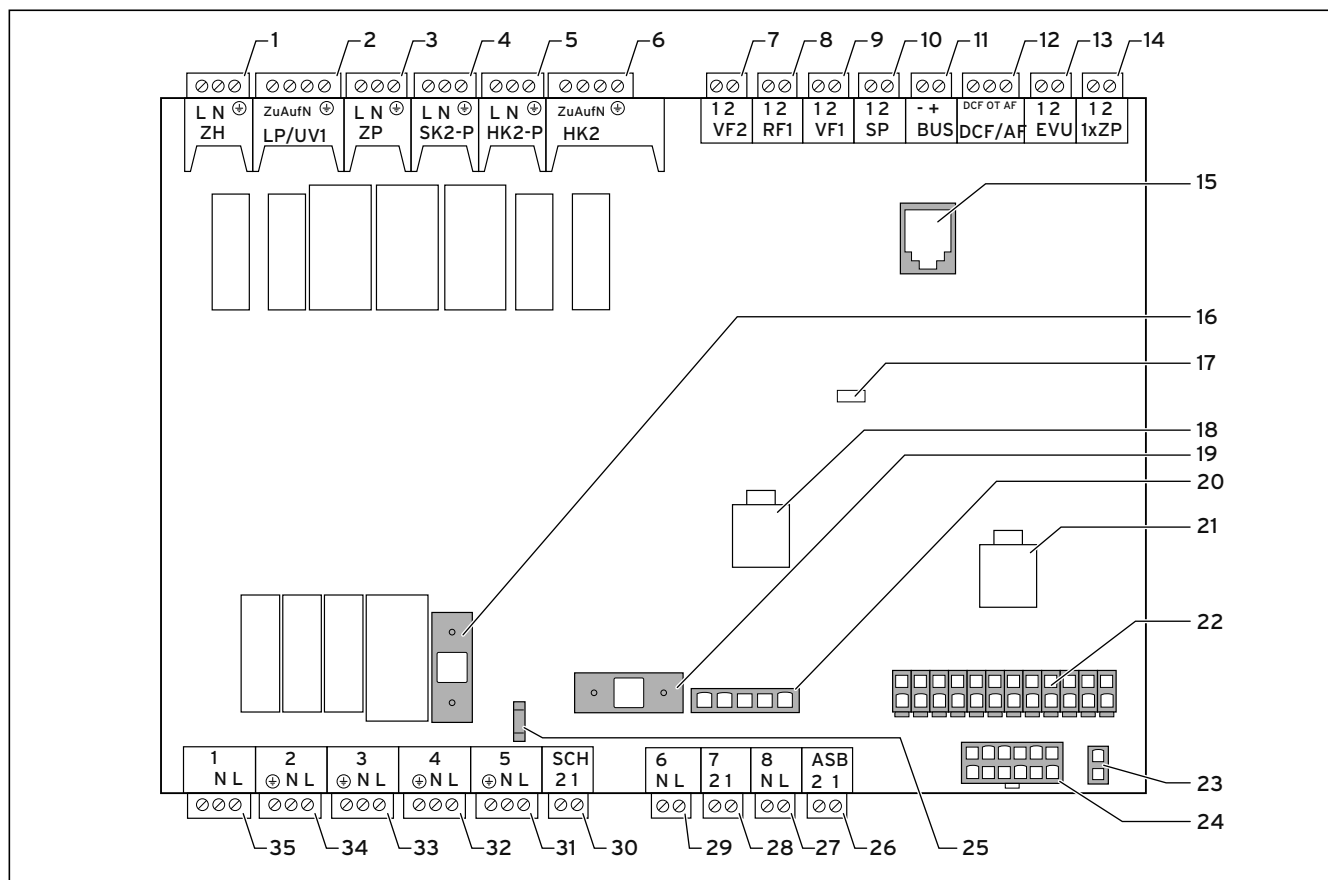 1 2 3 4 5 6 7 8 9 10 11 12 13 14
L N ZuAufN L N L N L N ZuAufN 1 2 1 2 1 2 1 2 - + DCF OT AF 1 2 1 2
ZH LP/UV1 ZP SK2-P HK2-P HK2 VF2 RF1 VF1 SP BUS DCF/AF EVU 1xZP
15
16
17
18
19
20
21
22
1 2 3 4 5 SCH 6 7 8 ASB
N L N L N L N L N L 2 1 N L 2 1 N L 2 1
23
24
35 34 33 32 31 30 29 28 27 26 25